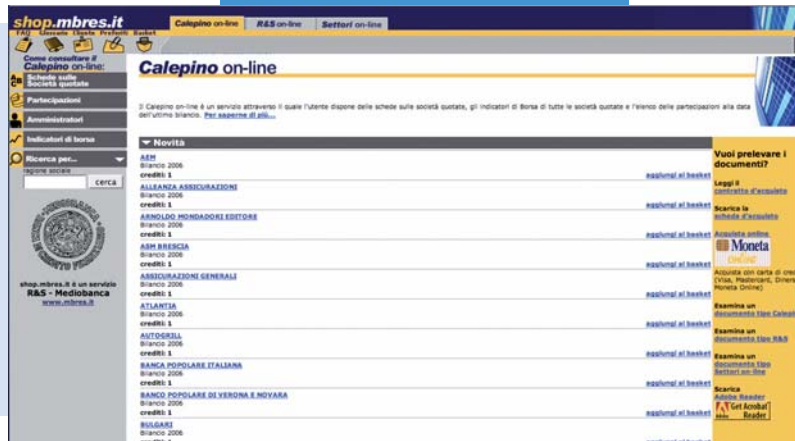 shop.mbres.it
Calepino on-line
R&S on-line
Settori on-line
FAQ Glossario Cliente Preferiti Basket
Come consultare il
Calepino on-line:
Schede sulle
Società quotate
Partecipazioni
Amministratori
Indicatori di borsa
Ricerca per...
ragione sociale
cerca
shop.mbres.it è un servizio
R&S - Mediobanca
www.mbres.it
Calepino on-line
Il Calepino on-line è un servizio attraverso il quale l'utente dispone delle schede sulle società quotate, gli indicatori di Borsa di tutte le società quotate e l'elenco delle partecipazioni alla data
dell'ultimo bilancio. Per saperne di più...
Novità
AEM
Bilancio 2006
crediti: 1
aggiungi al basket
ALLEANZA ASSICURAZIONI
Bilancio 2006
crediti: 1
aggiungi al basket
ARNOLDO MONDADORI EDITORE
Bilancio 2006
crediti: 1
aggiungi al basket
ASM BRESCIA
Bilancio 2006
crediti: 1
aggiungi al basket
ASSICURAZIONI GENERALI
Bilancio 2006
crediti: 1
aggiungi al basket
ATLANTIA
Bilancio 2006
crediti: 1
aggiungi al basket
AUTOGRILL
Bilancio 2006
crediti: 1
aggiungi al basket
BANCA POPOLARE ITALIANA
Bilancio 2006
crediti: 1
aggiungi al basket
BANCO POPOLARE DI VERONA E NOVARA
Bilancio 2006
crediti: 1
aggiungi al basket
BULGARI
Bilancio 2006
Vuoi prelevare i
documenti?
Leggi il
contratto d'acquisto
Scarica la
scheda d'acquisto
Acquista online
Moneta
ONLINE
Acquista con carta di cred
(Visa, Mastercard, Diners
Moneta Online)
Esamina un
documento tipo Calepi
Esamina un
documento tipo R&S
Esamina un
documento tipo
Settori on-line
Scarica
Adobe Reader
Get Acrobat
Reader